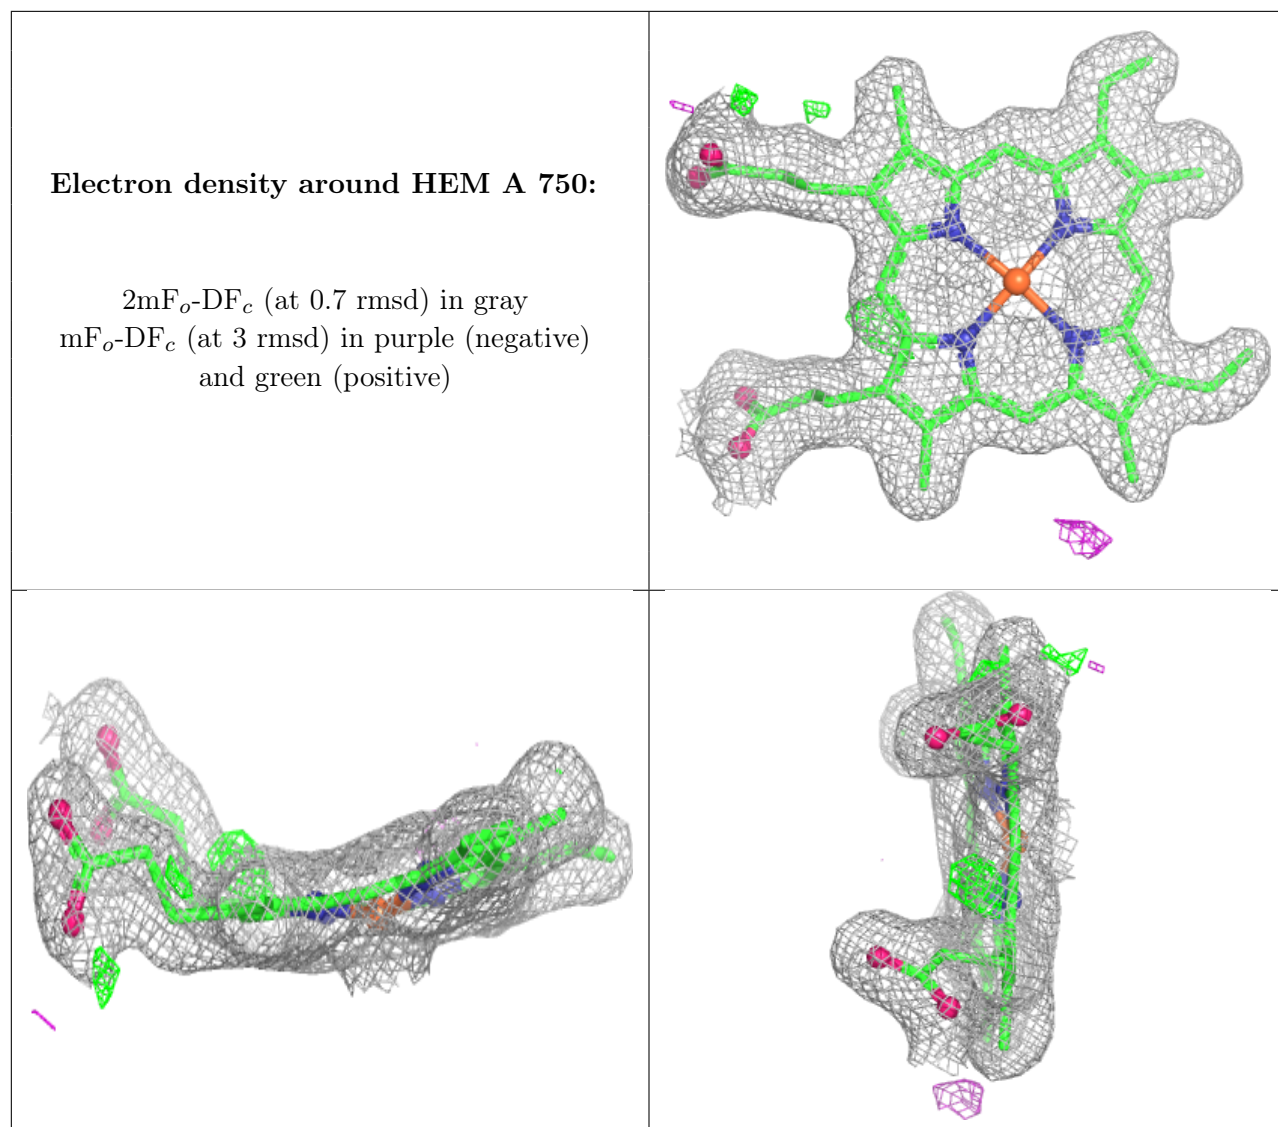 Electron density around HEM A 750:
2mFo-DFc (at 0.7 rmsd) in gray
mFo-DFc (at 3 rmsd) in purple (negative)
and green (positive)